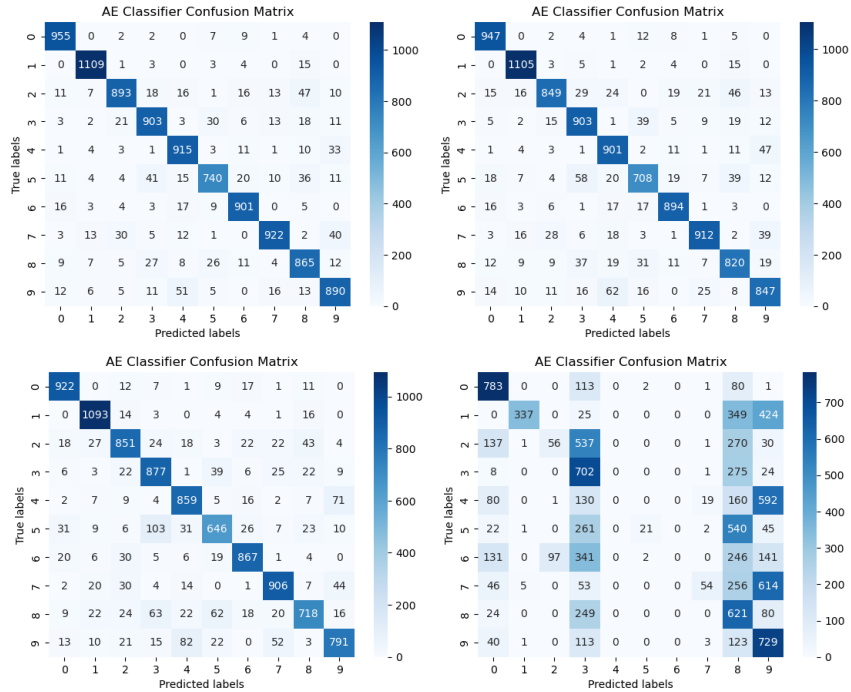 AE Classifier Confusion Matrix
True labels
0 955 0 2 2 0 7 9 1 4 0
1 0 1109 1 3 0 3 4 0 15 0
2 11 7 893 18 16 1 16 13 47 10
3 3 2 21 903 3 30 6 13 18 11
4 1 4 3 1 915 3 11 1 10 33
5 11 4 4 41 15 740 20 10 36 11
6 16 3 4 3 17 9 901 0 5 0
7 3 13 30 5 12 1 0 922 2 40
8 9 7 5 27 8 26 11 4 865 12
9 12 6 5 11 51 5 0 16 13 890
0 1 2 3 4 5 6 7 8 9
Predicted labels
1000
800
600
400
200
0
AE Classifier Confusion Matrix
True labels
0 947 0 2 4 1 12 8 1 5 0
1 0 1105 3 5 1 2 4 0 15 0
2 15 16 849 29 24 0 19 21 46 13
3 5 2 15 903 1 39 5 9 19 12
4 1 4 3 1 901 2 11 1 11 47
5 18 7 4 58 20 708 19 7 39 12
6 16 3 6 1 17 17 894 1 3 0
7 3 16 28 6 18 3 1 912 2 39
8 12 9 9 37 19 31 11 7 820 19
9 14 10 11 16 62 16 0 25 8 847
0 1 2 3 4 5 6 7 8 9
Predicted labels
1000
800
600
400
200
0
AE Classifier Confusion Matrix
True labels
0 922 0 12 7 1 9 17 1 11 0
1 0 1093 14 3 0 4 4 1 16 0
2 18 27 851 24 18 3 22 22 43 4
3 6 3 22 877 1 39 6 25 22 9
4 2 7 9 4 859 5 16 2 7 71
5 31 9 6 103 31 646 26 7 23 10
6 20 6 30 5 6 19 867 1 4 0
7 2 20 30 4 14 0 1 906 7 44
8 9 22 24 63 22 62 18 20 718 16
9 13 10 21 15 82 22 0 52 3 791
0 1 2 3 4 5 6 7 8 9
Predicted labels
1000
800
600
400
200
0
AE Classifier Confusion Matrix
True labels
0 783 0 0 113 0 2 0 1 80 1
1 0 337 0 25 0 0 0 0 349 424
2 137 1 56 537 0 0 0 1 270 30
3 8 0 0 702 0 0 0 1 275 24
4 80 0 1 130 0 0 0 19 160 592
5 22 1 0 261 0 21 0 2 540 45
6 131 0 97 341 0 2 0 0 246 141
7 46 5 0 53 0 0 0 54 256 614
8 24 0 0 249 0 0 0 0 621 80
9 40 1 0 113 0 0 0 3 123 729
0 1 2 3 4 5 6 7 8 9
Predicted labels
700
600
500
400
300
200
100
0